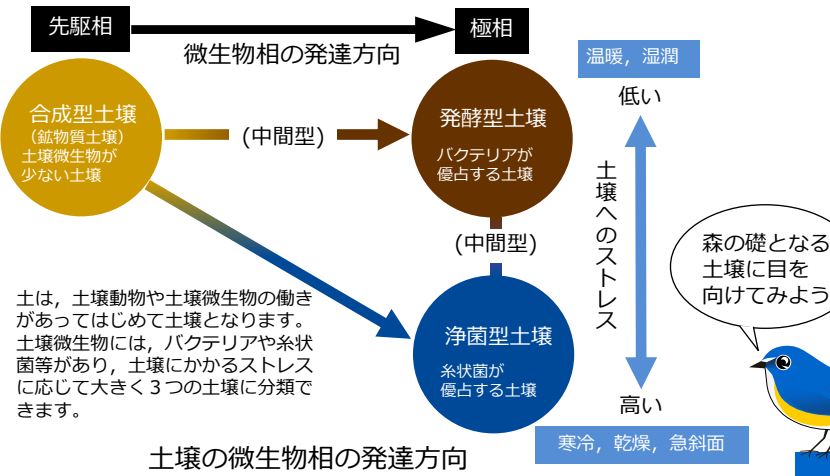 先駆相
極相
微生物相の発達方向
温暖，湿潤
低い
合成型土壌
（鉱物質土壌）
土壌微生物が
少ない土壌
(中間型)
発酵型土壌
バクテリアが
優占する土壌
土壌へのストレス
(中間型)
森の礎となる
土壌に目を
向けてみよう
土は，土壌動物や土壌微生物の働き
があってはじめて土壌となります。
土壌微生物には，バクテリアや糸状
菌等があり，土壌にかかるストレス
に応じて大きく３つの土壌に分類で
きます。
浄菌型土壌
糸状菌が
優占する土壌
高い
寒冷，乾燥，急斜面
土壌の微生物相の発達方向